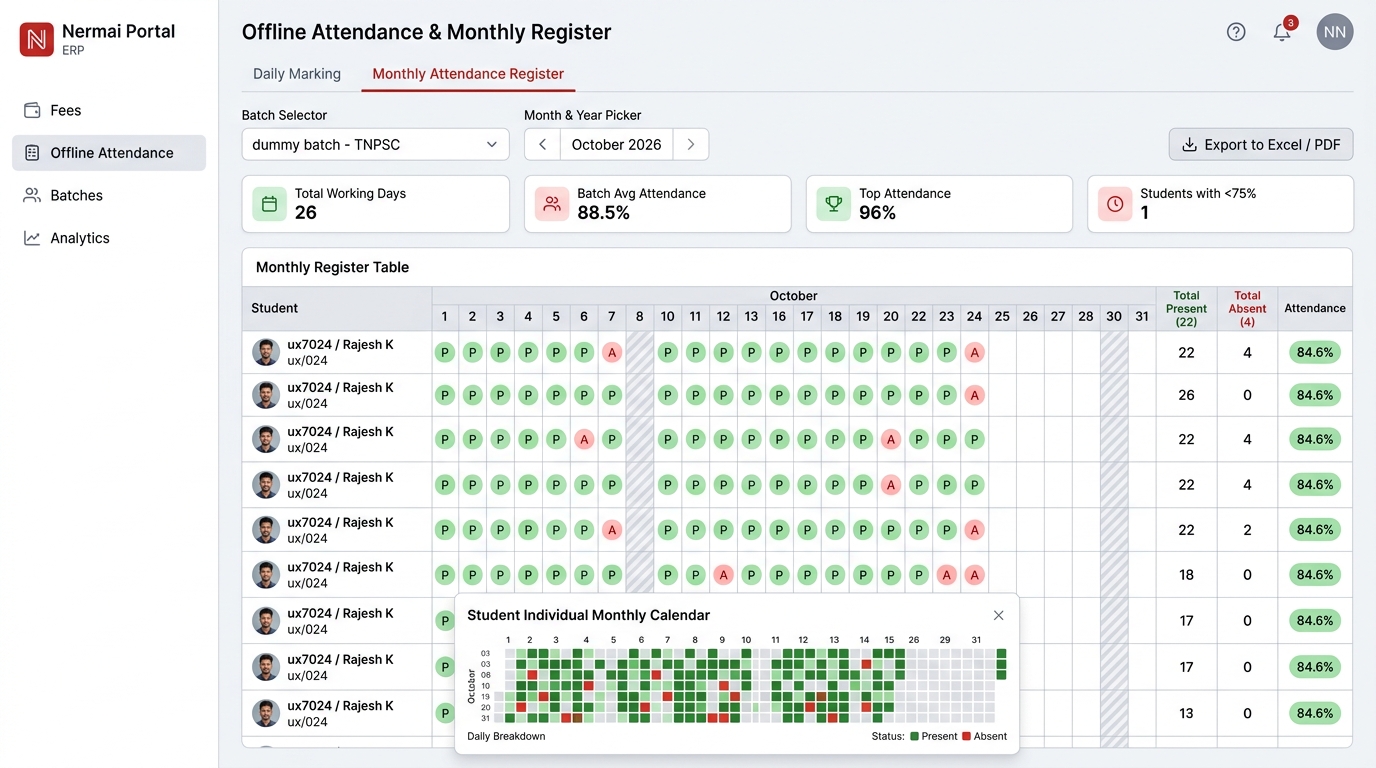 Nermai Portal
ERP
Fees
Offline Attendance
Batches
Analytics
Offline Attendance & Monthly Register
3
NN
Daily Marking
Monthly Attendance Register
Batch Selector
Month & Year Picker
dummy batch - TNPSC
October 2026
Export to Excel / PDF
Total Working Days
26
Batch Avg Attendance
88.5%
Top Attendance
96%
Students with <75%
1
Monthly Register Table
Student
October
Total Present (22)
Total Absent (4)
Attendance
1 2 3 4 5 6 7 8 10 11 12 13 16 17 18 19 20 22 23 24 25 26 27 28 30 31
ux7024 / Rajesh K
ux/024
P P P P P P A P P P P P P P P P P P A 22 4 84.6%
ux7024 / Rajesh K
ux/024
P P P P P P P P P P P P P P P P P P A 26 0 84.6%
ux7024 / Rajesh K
ux/024
P P P P P A P P P P P P P P P A P P P 22 4 84.6%
ux7024 / Rajesh K
ux/024
P P P P P P P P P P P P P P P A P P P 22 4 84.6%
ux7024 / Rajesh K
ux/024
P P P P P P A P P P P P P P P P P P A 22 2 84.6%
ux7024 / Rajesh K
ux/024
P P P P P P P P P A P P P P P P P A A 18 0 84.6%
ux7024 / Rajesh K
ux/024
P 17 0 84.6%
ux7024 / Rajesh K
ux/024
P 17 0 84.6%
ux7024 / Rajesh K
ux/024
P 13 0 84.6%
Student Individual Monthly Calendar
1 2 3 4 5 6 7 8 9 10 11 12 13 14 15 26 29 31
October
03
03
08
10
19
20
31
Daily Breakdown
Status: Present Absent